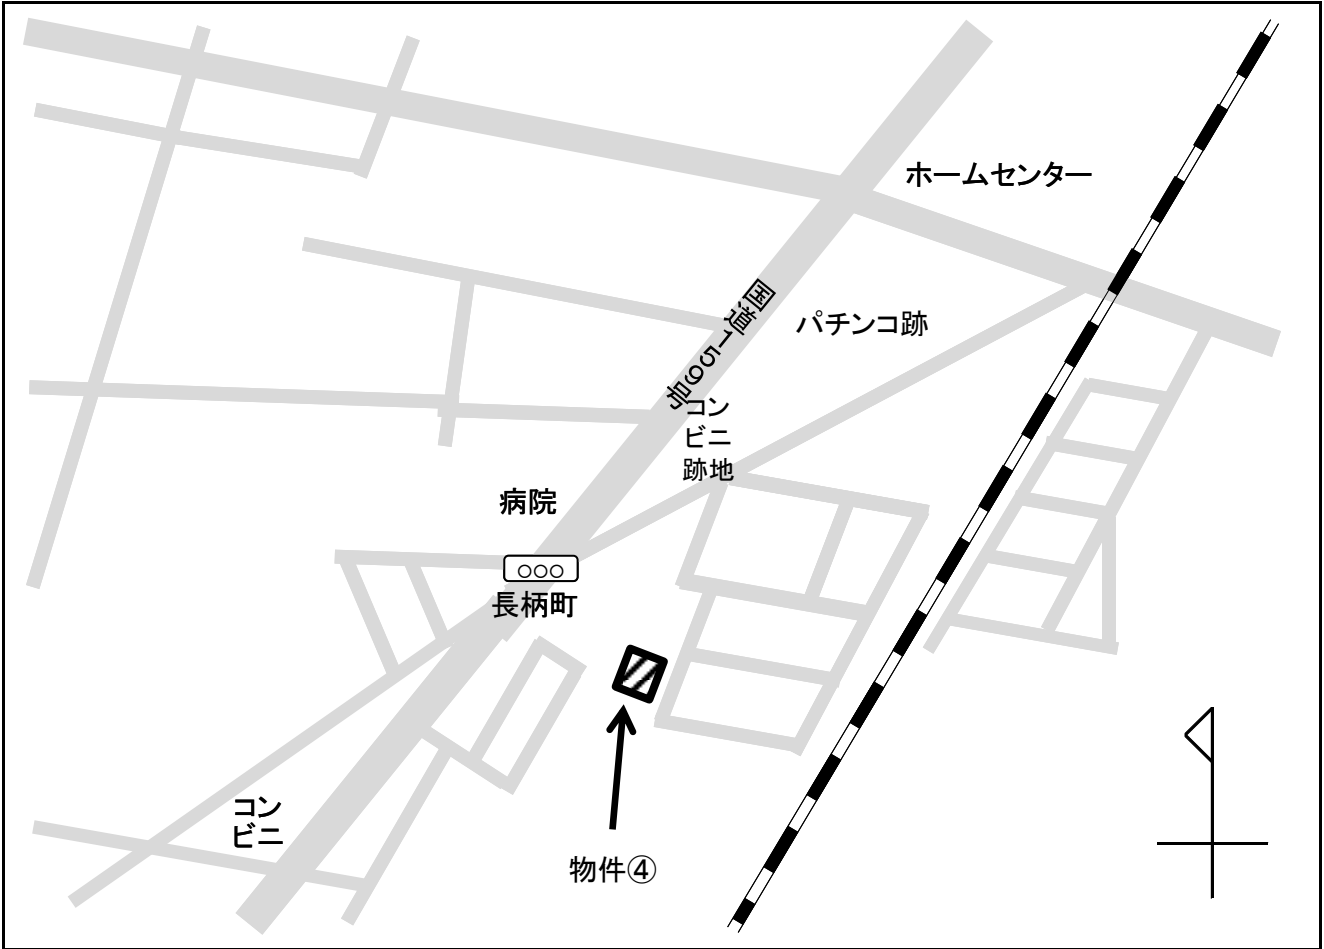 ホームセンター
国道159号
パチンコ跡
コン
ビニ
跡地
病院
○○○
長柄町
コン
ビニ
物件④